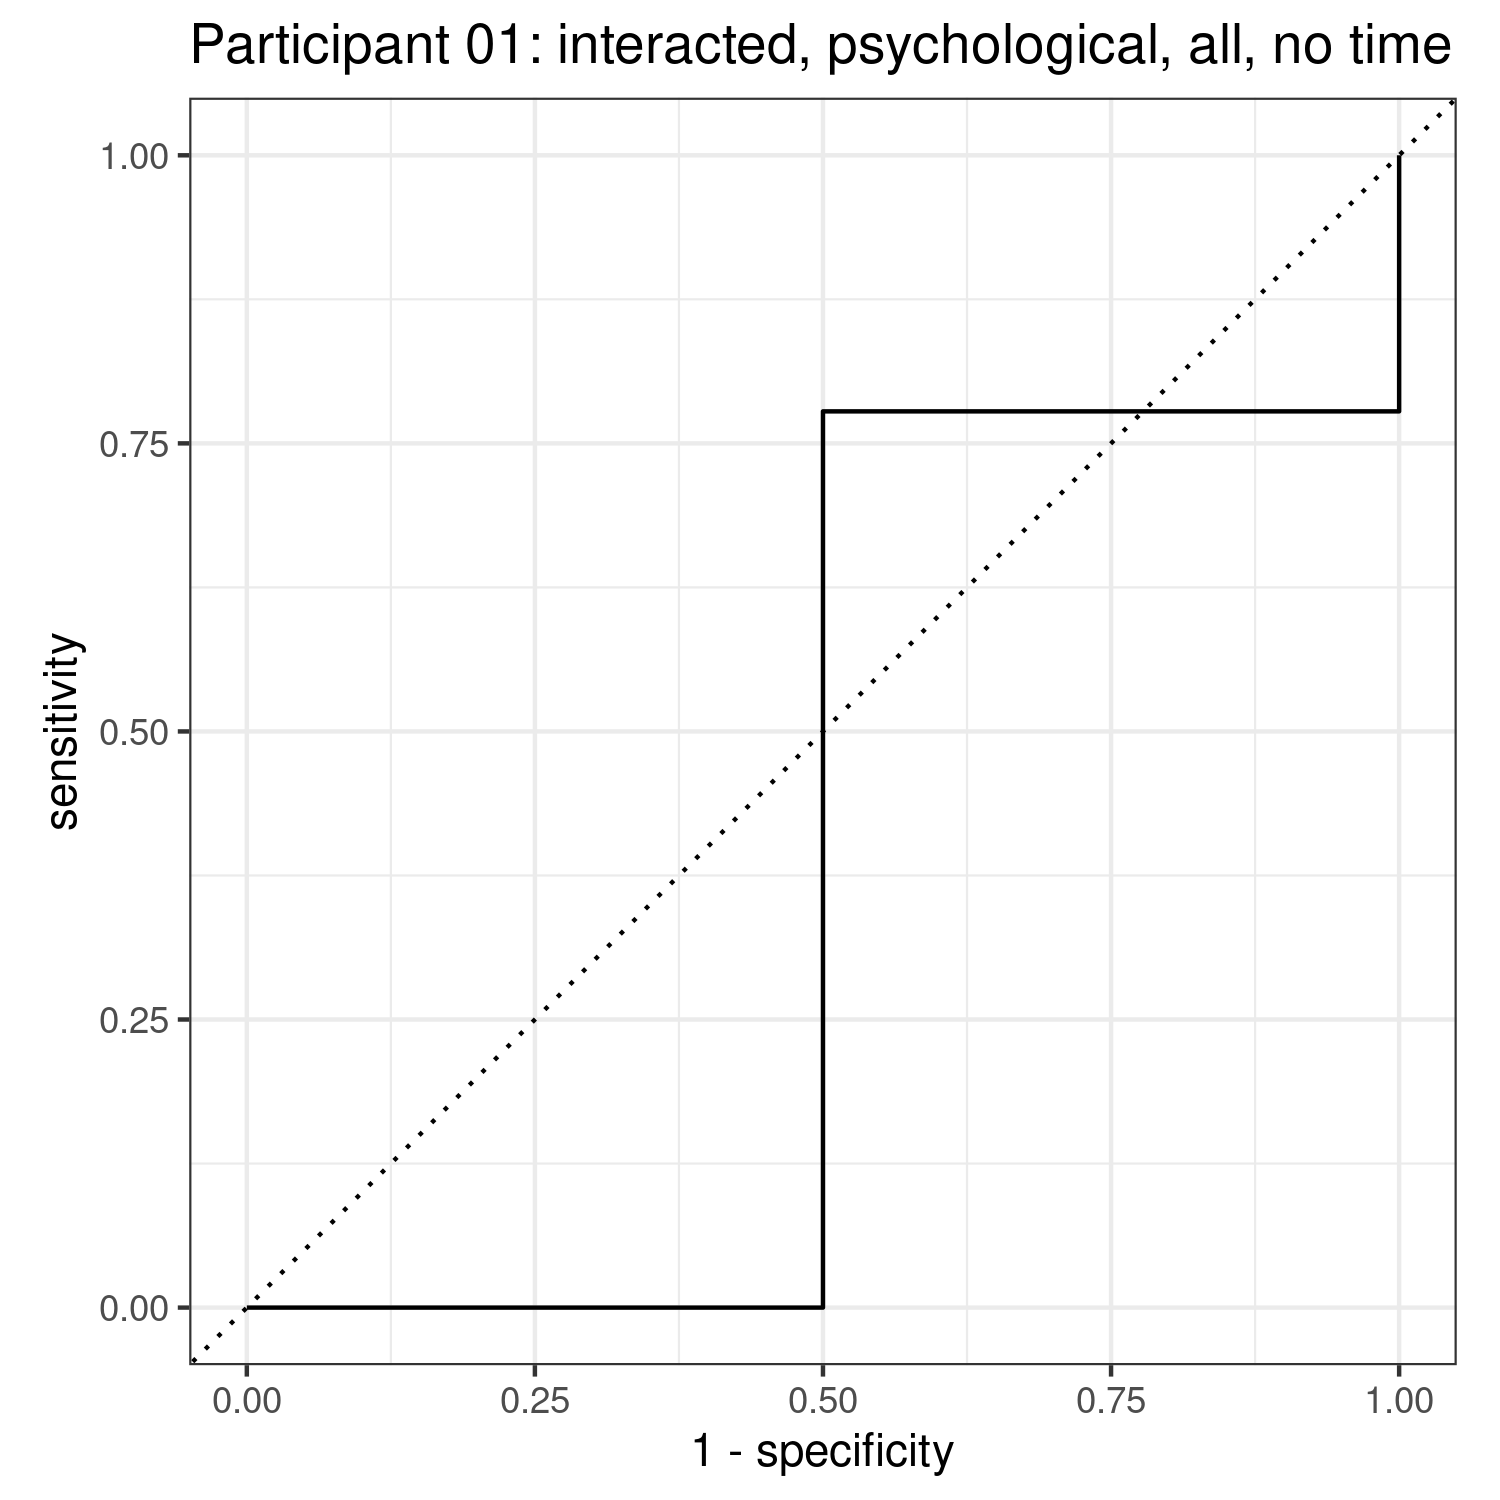 Participant 01: interacted, psychological, all, no time
1.00
0.75
0.50
0.25
0.00
sensitivity
0.00 0.25 0.50 0.75 1.00
1 - specificity